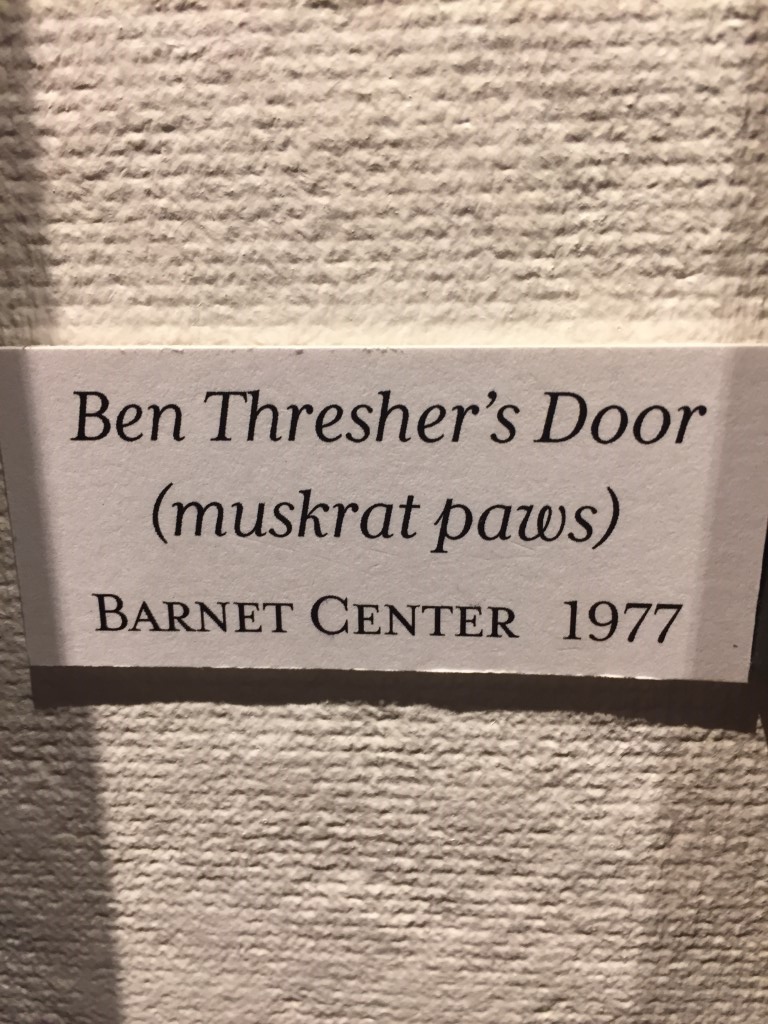 Ben Thresher’s Door
(muskrat paws)
BARNET CENTER 1977